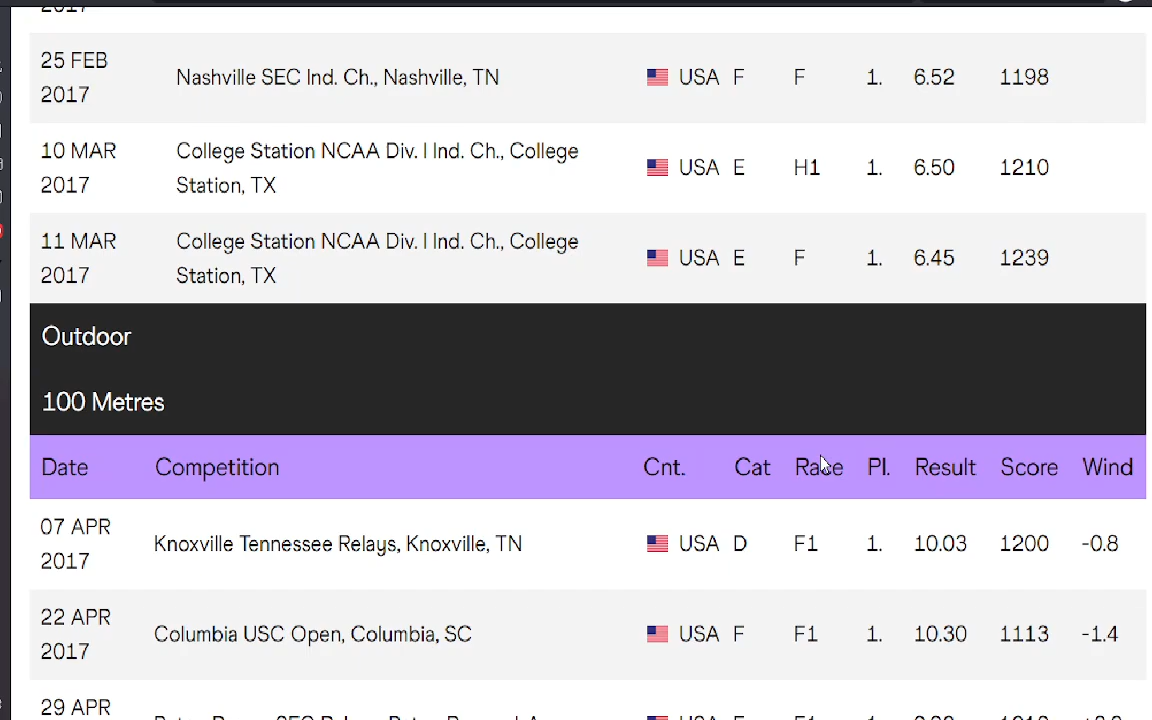 2017
25 FEB
2017
Nashville SEC Ind. Ch., Nashville, TN USA F F 1. 6.52 1198
10 MAR
2017
College Station NCAA Div. I Ind. Ch., College
Station, TX USA E H1 1. 6.50 1210
11 MAR
2017
College Station NCAA Div. I Ind. Ch., College
Station, TX USA E F 1. 6.45 1239
Outdoor
100 Metres
Date Competition Cnt. Cat Race Pl. Result Score Wind
07 APR
2017
Knoxville Tennessee Relays, Knoxville, TN USA D F1 1. 10.03 1200 -0.8
22 APR
2017
Columbia USC Open, Columbia, SC USA F F1 1. 10.30 1113 -1.4
29 APR